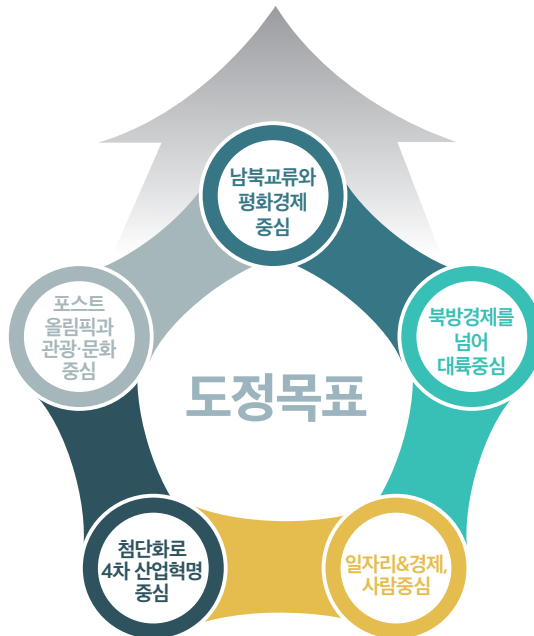 남북교류와
평화경제
중심
포스트
올림픽과
관광·문화
중심
북방경제를
넘어
대륙중심
도정목표
첨단화로
4차 산업혁명
중심
일자리&경제,
사람중심